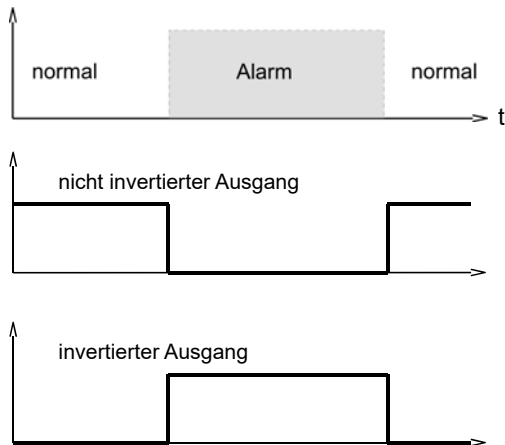 normal Alarm normal
t
nicht invertierter Ausgang
invertierter Ausgang